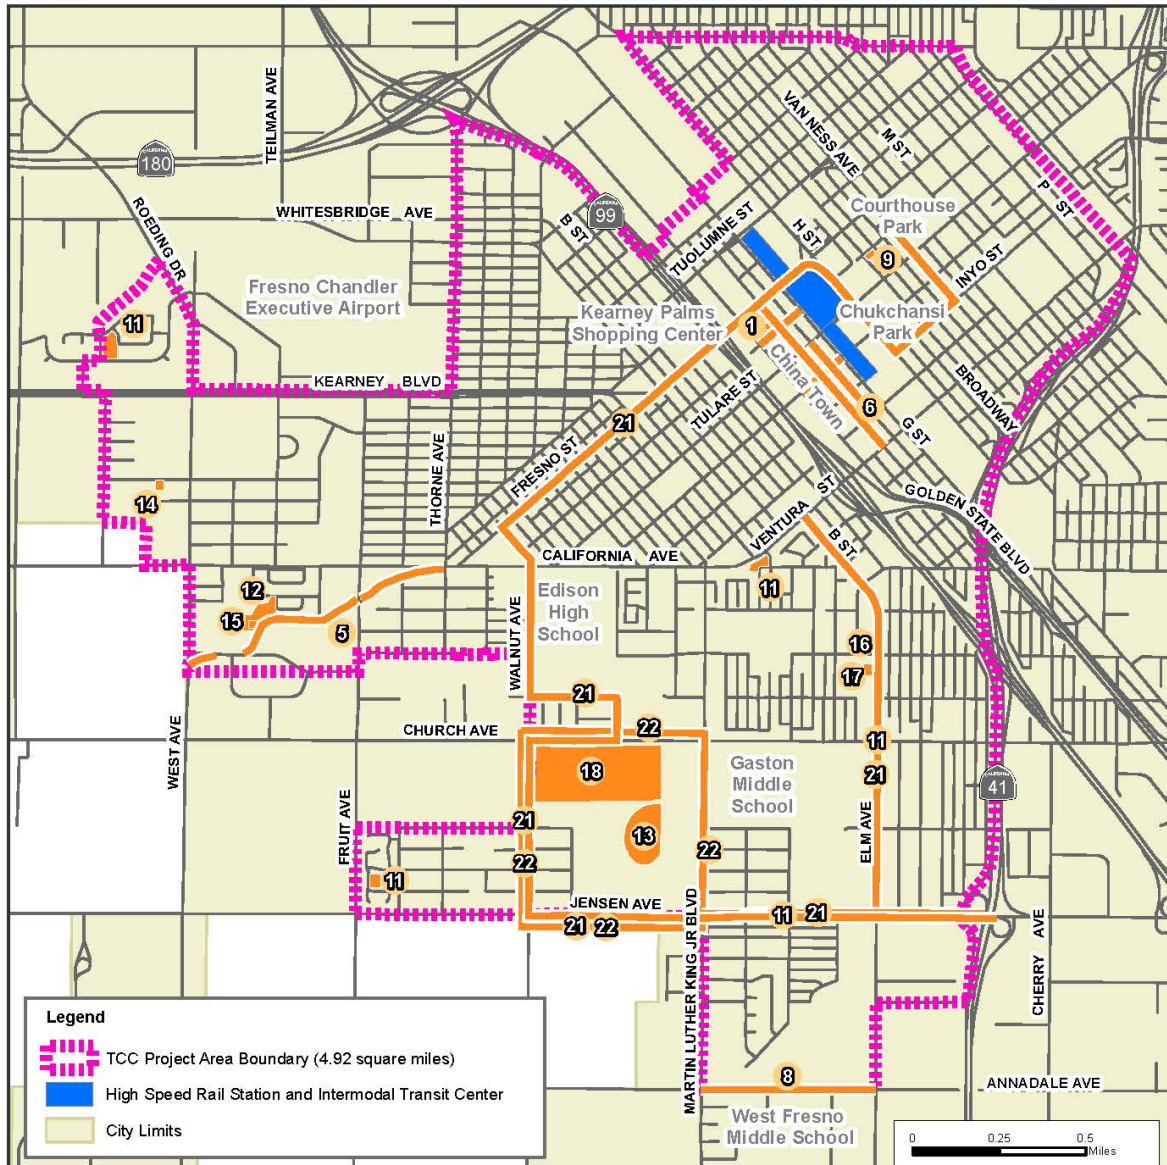 TEILMAN AVE
CALIFORNIA
180
ROEDING DR
WHITESBRIDGE AVE
B ST
99
VAN NESS AVE
M ST
P ST
Courthouse
Park
TUOLUMNE ST
H ST
9
INYO ST
Fresno Chandler
Executive Airport
Kearney Palms
Shopping Center
1
Chukchansi
Park
11
KEARNEY BLVD
China Town
TULARE ST
6
BROADWAY
G ST
21
FRESNO ST
THORNE AVE
14
VENTURA ST
B ST
GOLDEN STATE BLVD
CALIFORNIA AVE
12
15
5
Edison
High
School
11
WALNUT AVE
16
17
21
WEST AVE
CHURCH AVE
22
11
18
Gaston
Middle
School
21
CALIFORNIA
41
FRUIT AVE
21
13
22
22
ELM AVE
11
JENSEN AVE
21
22
11
21
MARTIN LUTHER KING JR BLVD
CHERRY AVE
8
ANNADALE AVE
West Fresno
Middle School
Legend
TCC Project Area Boundary (4.92 square miles)
High Speed Rail Station and Intermodal Transit Center
City Limits
0
0.25
0.5
Miles